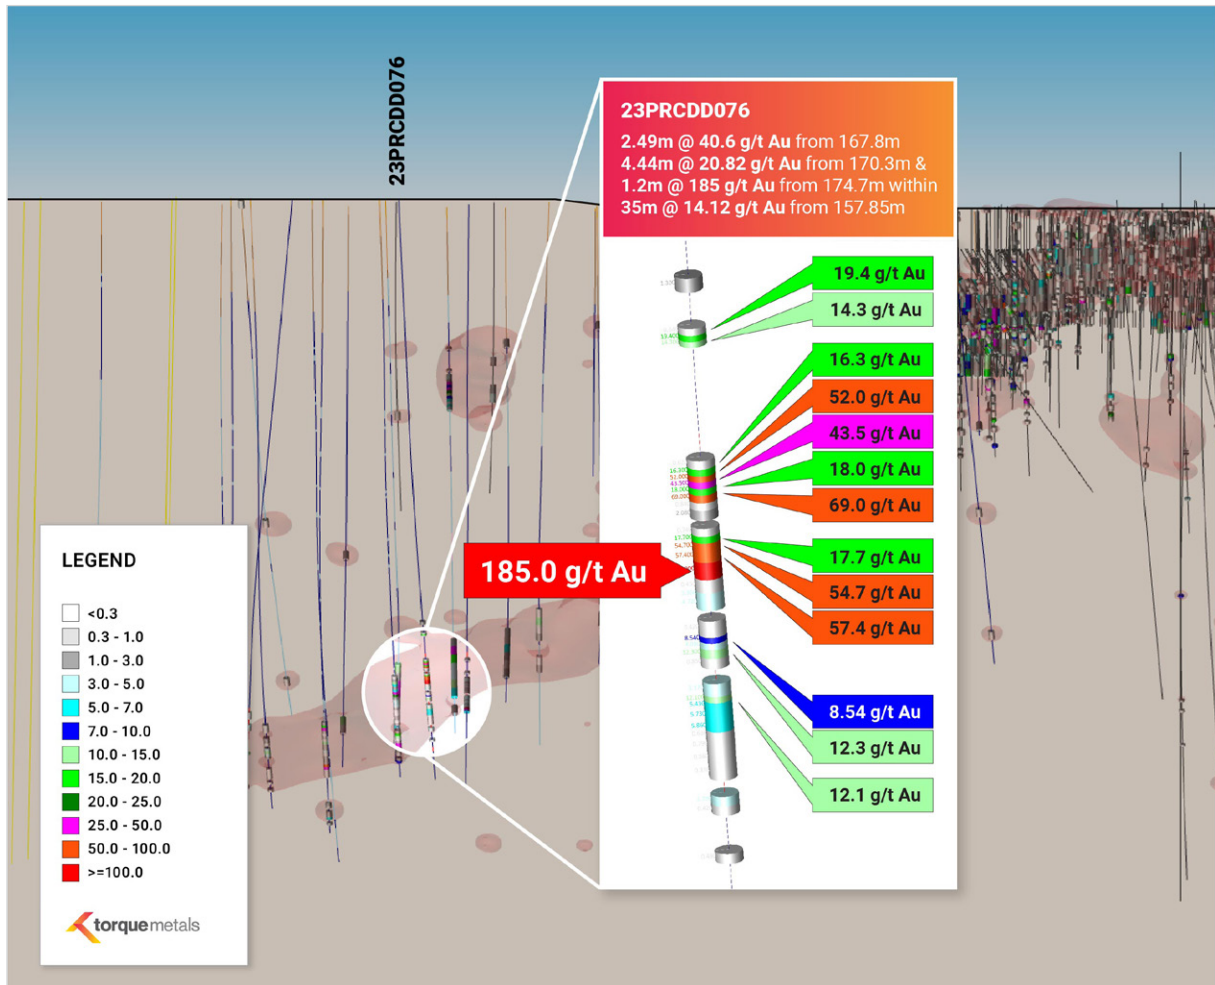 23PRCDD076
23PRCDD076
2.49m @ 40.6 g/t Au from 167.8m
4.44m @ 20.82 g/t Au from 170.3m &
1.2m @ 185 g/t Au from 174.7m within
35m @ 14.12 g/t Au from 157.85m
19.4 g/t Au
14.3 g/t Au
16.3 g/t Au
52.0 g/t Au
43.5 g/t Au
18.0 g/t Au
69.0 g/t Au
185.0 g/t Au
17.7 g/t Au
54.7 g/t Au
57.4 g/t Au
8.54 g/t Au
12.3 g/t Au
12.1 g/t Au
LEGEND
<0.3
0.3 - 1.0
1.0 - 3.0
3.0 - 5.0
5.0 - 7.0
7.0 - 10.0
10.0 - 15.0
15.0 - 20.0
20.0 - 25.0
25.0 - 50.0
50.0 - 100.0
>=100.0
torquemetals